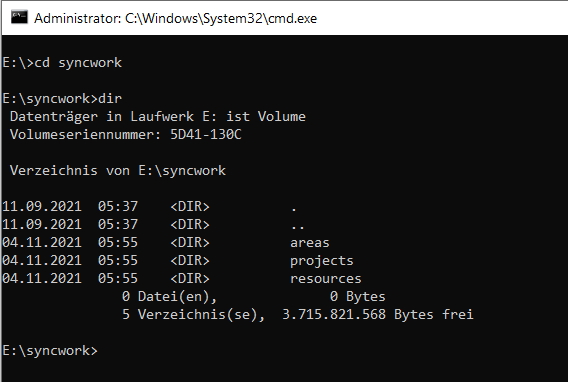 Administrator: C:\Windows\System32\cmd.exe
E:\>cd syncwork
E:\syncwork>dir
Datenträger in Laufwerk E: ist Volume
Volumeseriennummer: 5D41-130C
Verzeichnis von E:\syncwork
11.09.2021  05:37    <DIR>          .
11.09.2021  05:37    <DIR>          ..
04.11.2021  05:55    <DIR>          areas
04.11.2021  05:55    <DIR>          projects
04.11.2021  05:55    <DIR>          resources
0 Datei(en),              0 Bytes
5 Verzeichnis(se),  3.715.821.568 Bytes frei
E:\syncwork>